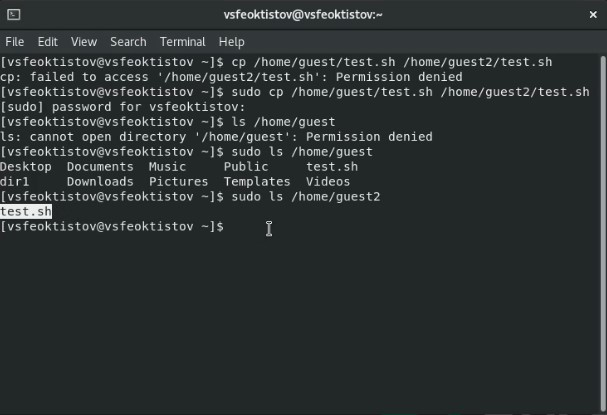 vsfeoktistov@vsfeoktistov:~
File Edit View Search Terminal Help
[vsfeoktistov@vsfeoktistov ~]$ cp /home/guest/test.sh /home/guest2/test.sh
cp: failed to access '/home/guest2/test.sh': Permission denied
[vsfeoktistov@vsfeoktistov ~]$ sudo cp /home/guest/test.sh /home/guest2/test.sh
[sudo] password for vsfeoktistov:
[vsfeoktistov@vsfeoktistov ~]$ ls /home/guest
ls: cannot open directory '/home/guest': Permission denied
[vsfeoktistov@vsfeoktistov ~]$ sudo ls /home/guest
Desktop  Documents  Music     Public     test.sh
dir1     Downloads  Pictures  Templates  Videos
[vsfeoktistov@vsfeoktistov ~]$ sudo ls /home/guest2
test.sh
[vsfeoktistov@vsfeoktistov ~]$